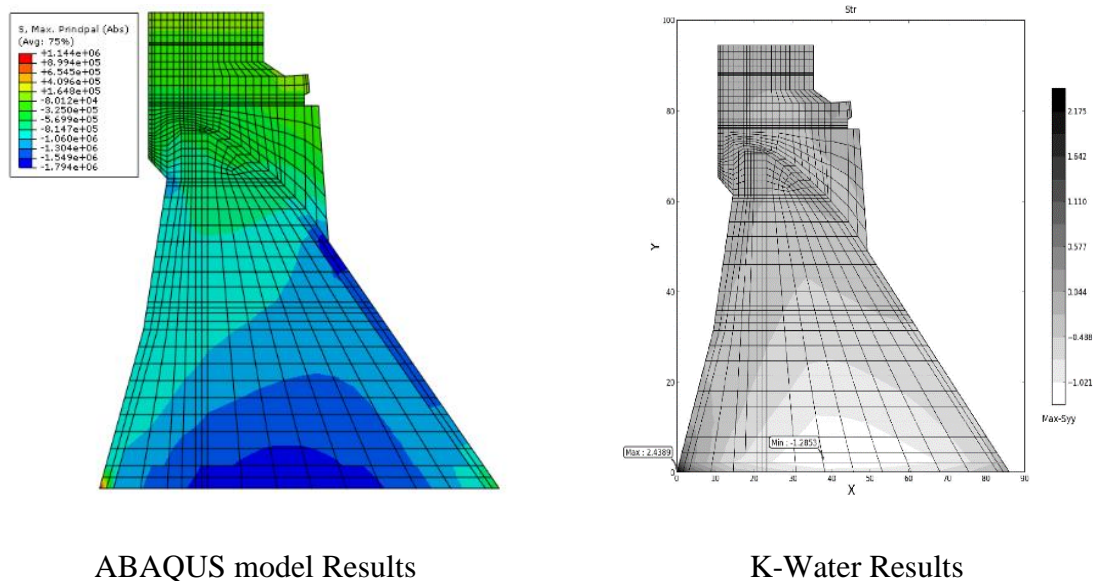 S, Max. Principal (Abs)
(Avg: 75%)
+1.144e+06
+8.994e+05
+6.545e+05
+4.096e+05
+1.648e+05
-8.012e+04
-3.250e+05
-5.699e+05
-8.147e+05
-1.060e+06
-1.304e+06
-1.549e+06
-1.794e+06
Str
100
80
60
40
20
0
Y
0 10 20 30 40 50 60 70 80 90
X
Max : 2.4389
Min : -1.2853
2.175
1.642
1.110
0.577
0.044
-0.488
-1.021
Max-Syy
ABAQUS model Results
K-Water Results